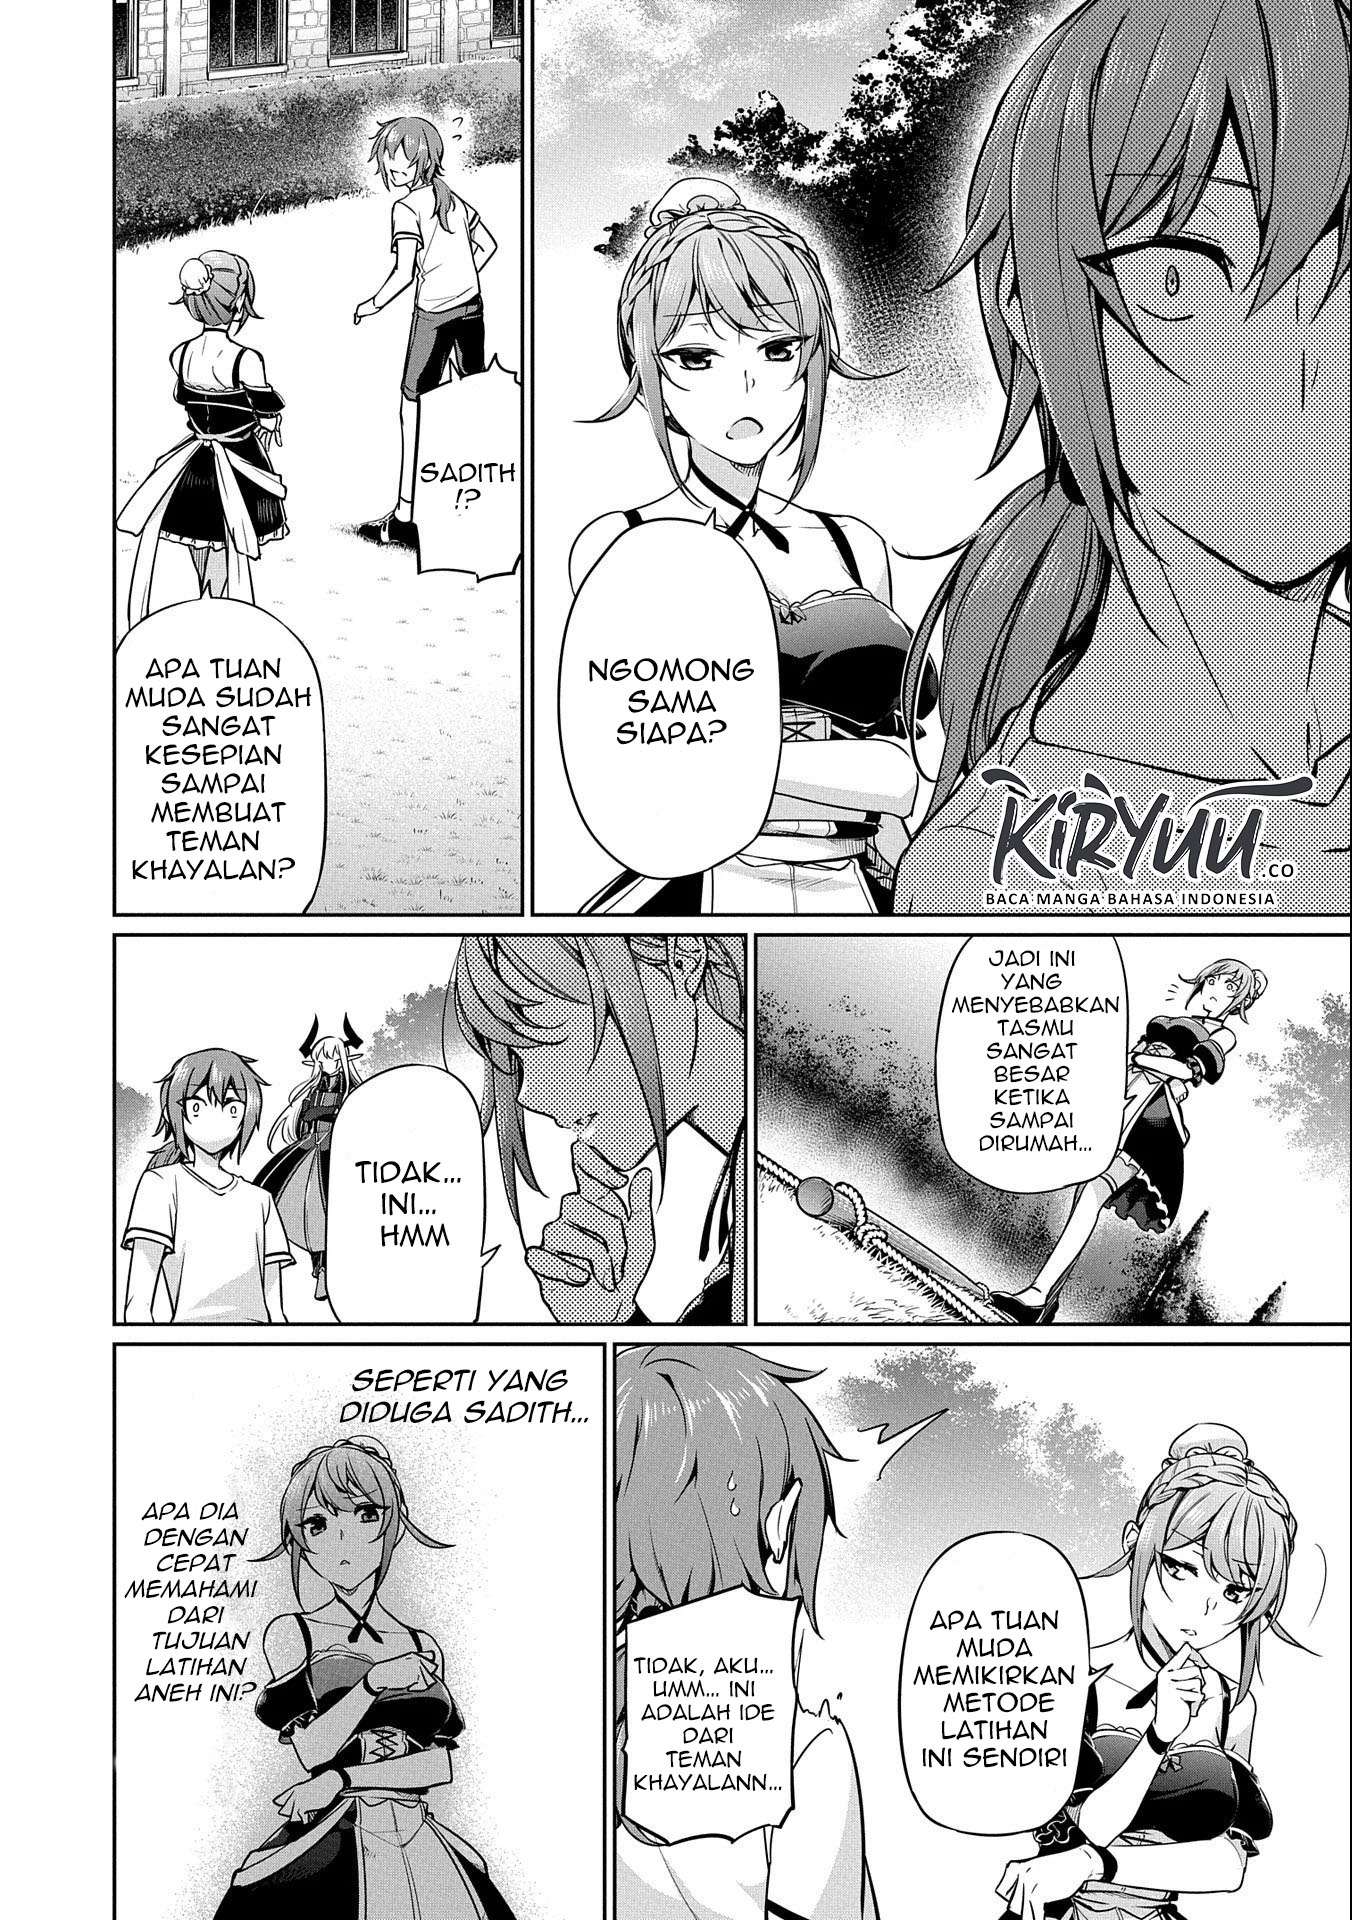 NGOMONG
SAMA
SIAPA?
SADITH
!?
APA TUAN
MUDA SUDAH
SANGAT
KESEPIAN
SAMPAI
MEMBUAT
TEMAN
KHAYALAN?
KiRYUU.CO
BACA MANGA BAHASA INDONESIA
JADI INI
YANG
MENYEBABKAN
TASMU
SANGAT
BESAR
KETIKA
SAMPAI
DIRUMAH...
TIDAK...
INI...
HMM
APA TUAN
MUDA
MEMIKIRKAN
METODE
LATIHAN
INI SENDIRI
TIDAK, AKU...
UMM... INI
ADALAH IDE
DARI
TEMAN
KHAYALANN...
SEPERTI YANG
DIDUGA SADITH...
APA DIA
DENGAN
CEPAT
MEMAHAMI
DARI
TUJUAN
LATIHAN
ANEH INI?